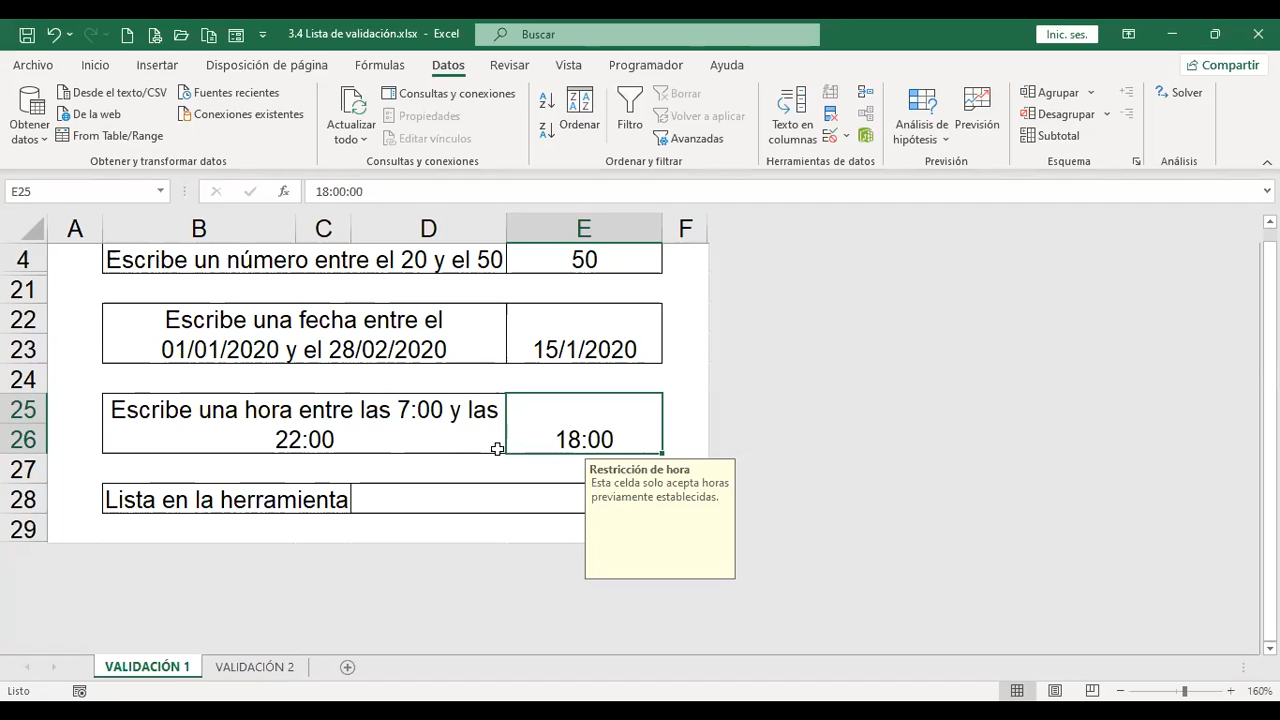 3.4 Lista de validación.xlsx - Excel
Buscar
Inic. ses.
Archivo
Inicio
Insertar
Disposición de página
Fórmulas
Datos
Revisar
Vista
Programador
Ayuda
Compartir
Obtener datos
Desde el texto/CSV
De la web
From Table/Range
Fuentes recientes
Conexiones existentes
Obtener y transformar datos
Actualizar todo
Consultas y conexiones
Propiedades
Editar vínculos
Consultas y conexiones
Ordenar
Filtro
Borrar
Volver a aplicar
Avanzadas
Ordenar y filtrar
Texto en columnas
Herramientas de datos
Análisis de hipótesis
Previsión
Previsión
Agrupar
Desagrupar
Subtotal
Esquema
Solver
Análisis
E25
fx
18:00:00
A B C D E F
4 Escribe un número entre el 20 y el 50 50
21
22 Escribe una fecha entre el
23 01/01/2020 y el 28/02/2020 15/1/2020
24
25 Escribe una hora entre las 7:00 y las
26 22:00 18:00
27
28 Lista en la herramienta
29
Restricción de hora
Esta celda solo acepta horas
previamente establecidas.
VALIDACIÓN 1
VALIDACIÓN 2
Listo
160%